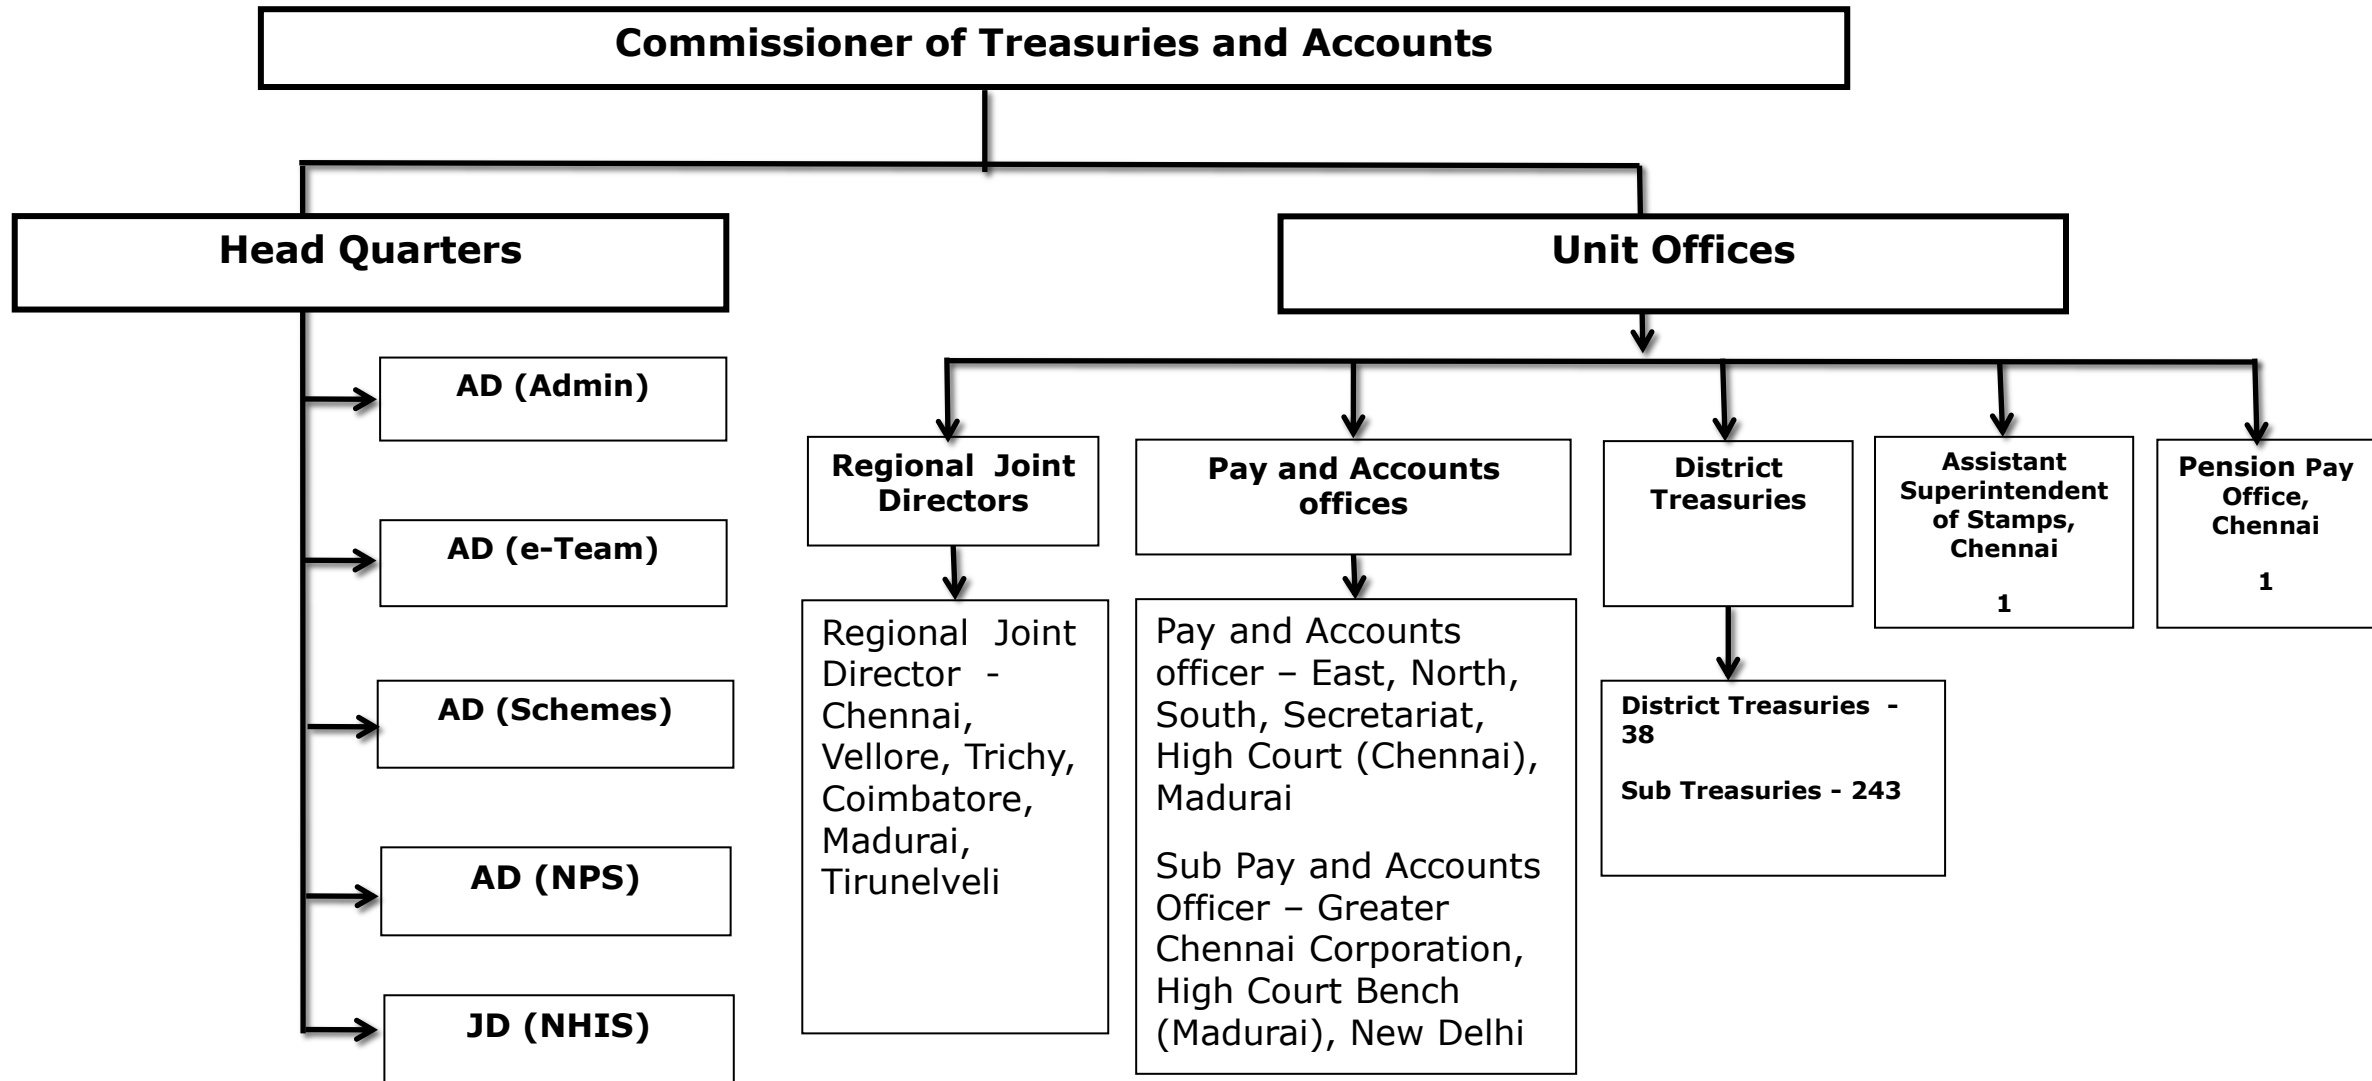 Commissioner of Treasuries and Accounts
Head Quarters
Unit Offices
AD (Admin)
AD (e-Team)
AD (Schemes)
AD (NPS)
JD (NHIS)
Regional Joint
Directors
Regional Joint
Director -
Chennai,
Vellore, Trichy,
Coimbatore,
Madurai,
Tirunelveli
Pay and Accounts
offices
Pay and Accounts
officer – East, North,
South, Secretariat,
High Court (Chennai),
Madurai
Sub Pay and Accounts
Officer – Greater
Chennai Corporation,
High Court Bench
(Madurai), New Delhi
District
Treasuries
District Treasuries -
38
Sub Treasuries - 243
Assistant
Superintendent
of Stamps,
Chennai
1
Pension Pay
Office,
Chennai
1